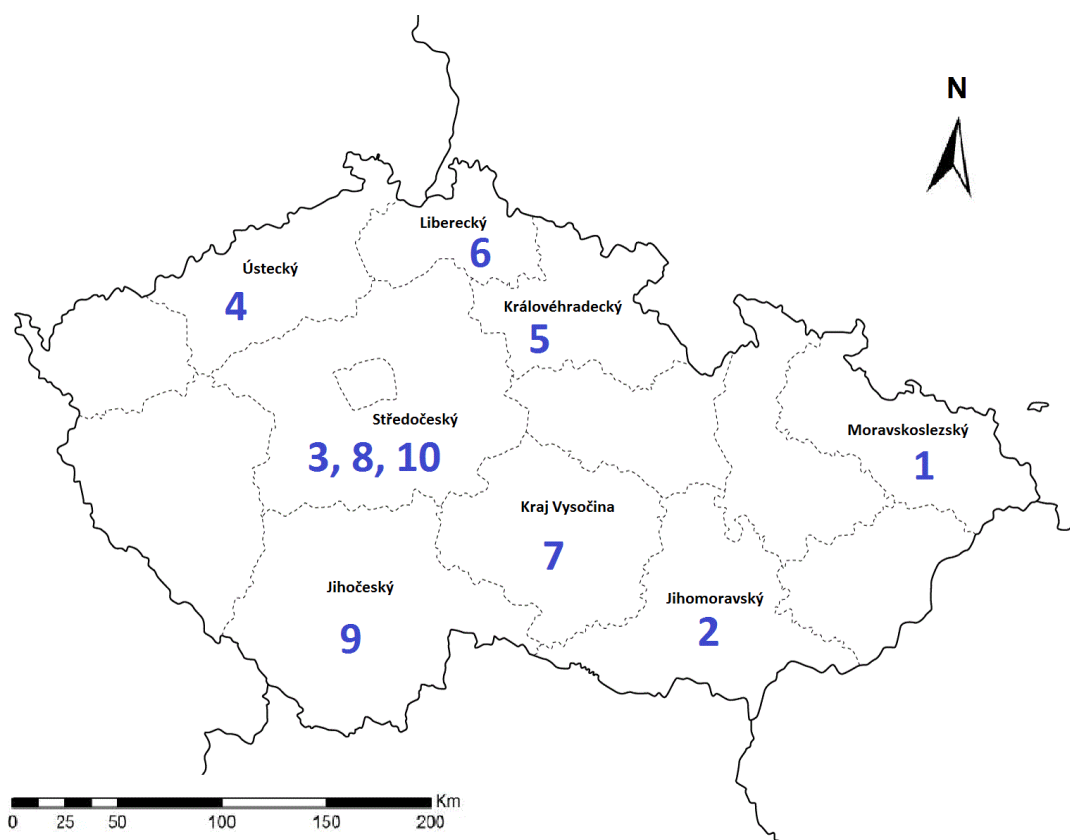 N
Liberecký
6
Ústecký
4
Královéhradecký
5
Středočeský
3, 8, 10
Moravskoslezský
1
Kraj Vysočina
7
Jihočeský
9
Jihomoravský
2
Km
0 25 50 100 150 200